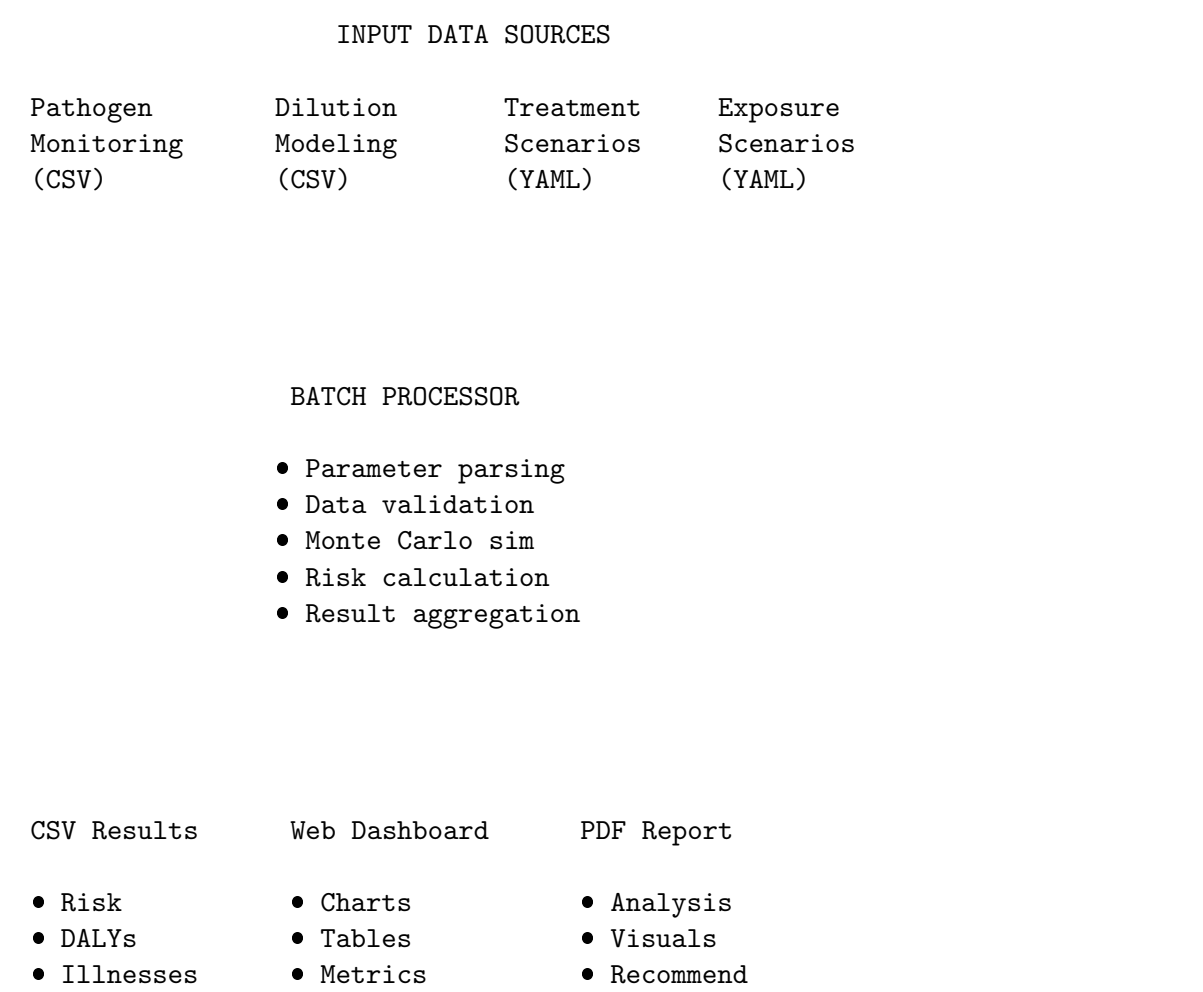 INPUT DATA SOURCES
Pathogen Dilution Treatment Exposure
Monitoring Modeling Scenarios Scenarios
(CSV) (CSV) (YAML) (YAML)
BATCH PROCESSOR
• Parameter parsing
• Data validation
• Monte Carlo sim
• Risk calculation
• Result aggregation
CSV Results Web Dashboard PDF Report
• Risk • Charts • Analysis
• DALYs • Tables • Visuals
• Illnesses • Metrics • Recommend